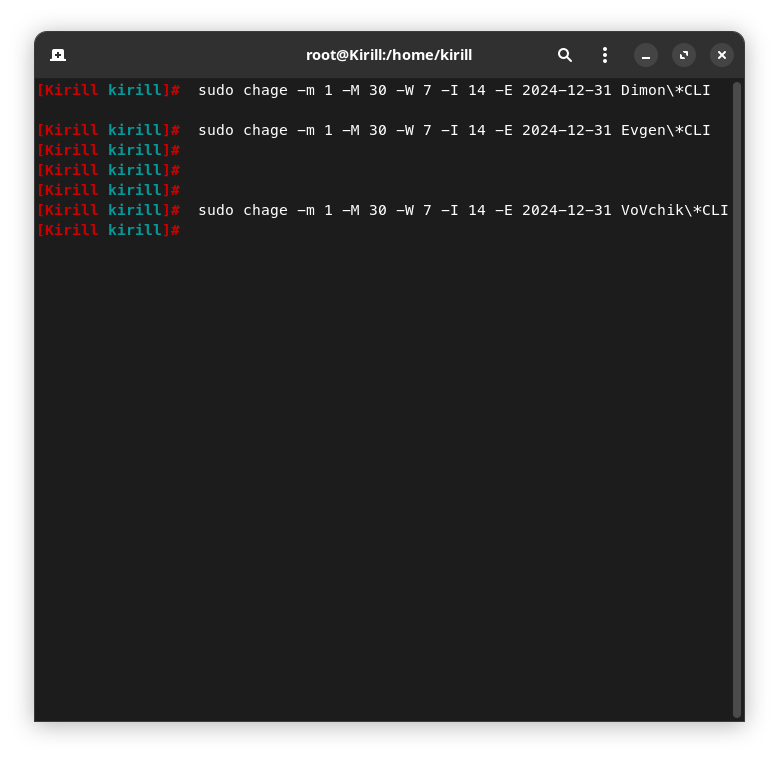 root@Kirill:/home/kirill
[Kirill kirill]#  sudo chage -m 1 -M 30 -W 7 -I 14 -E 2024-12-31 Dimon\*CLI
[Kirill kirill]#  sudo chage -m 1 -M 30 -W 7 -I 14 -E 2024-12-31 Evgen\*CLI
[Kirill kirill]#
[Kirill kirill]#
[Kirill kirill]#
[Kirill kirill]#  sudo chage -m 1 -M 30 -W 7 -I 14 -E 2024-12-31 VoVchik\*CLI
[Kirill kirill]#